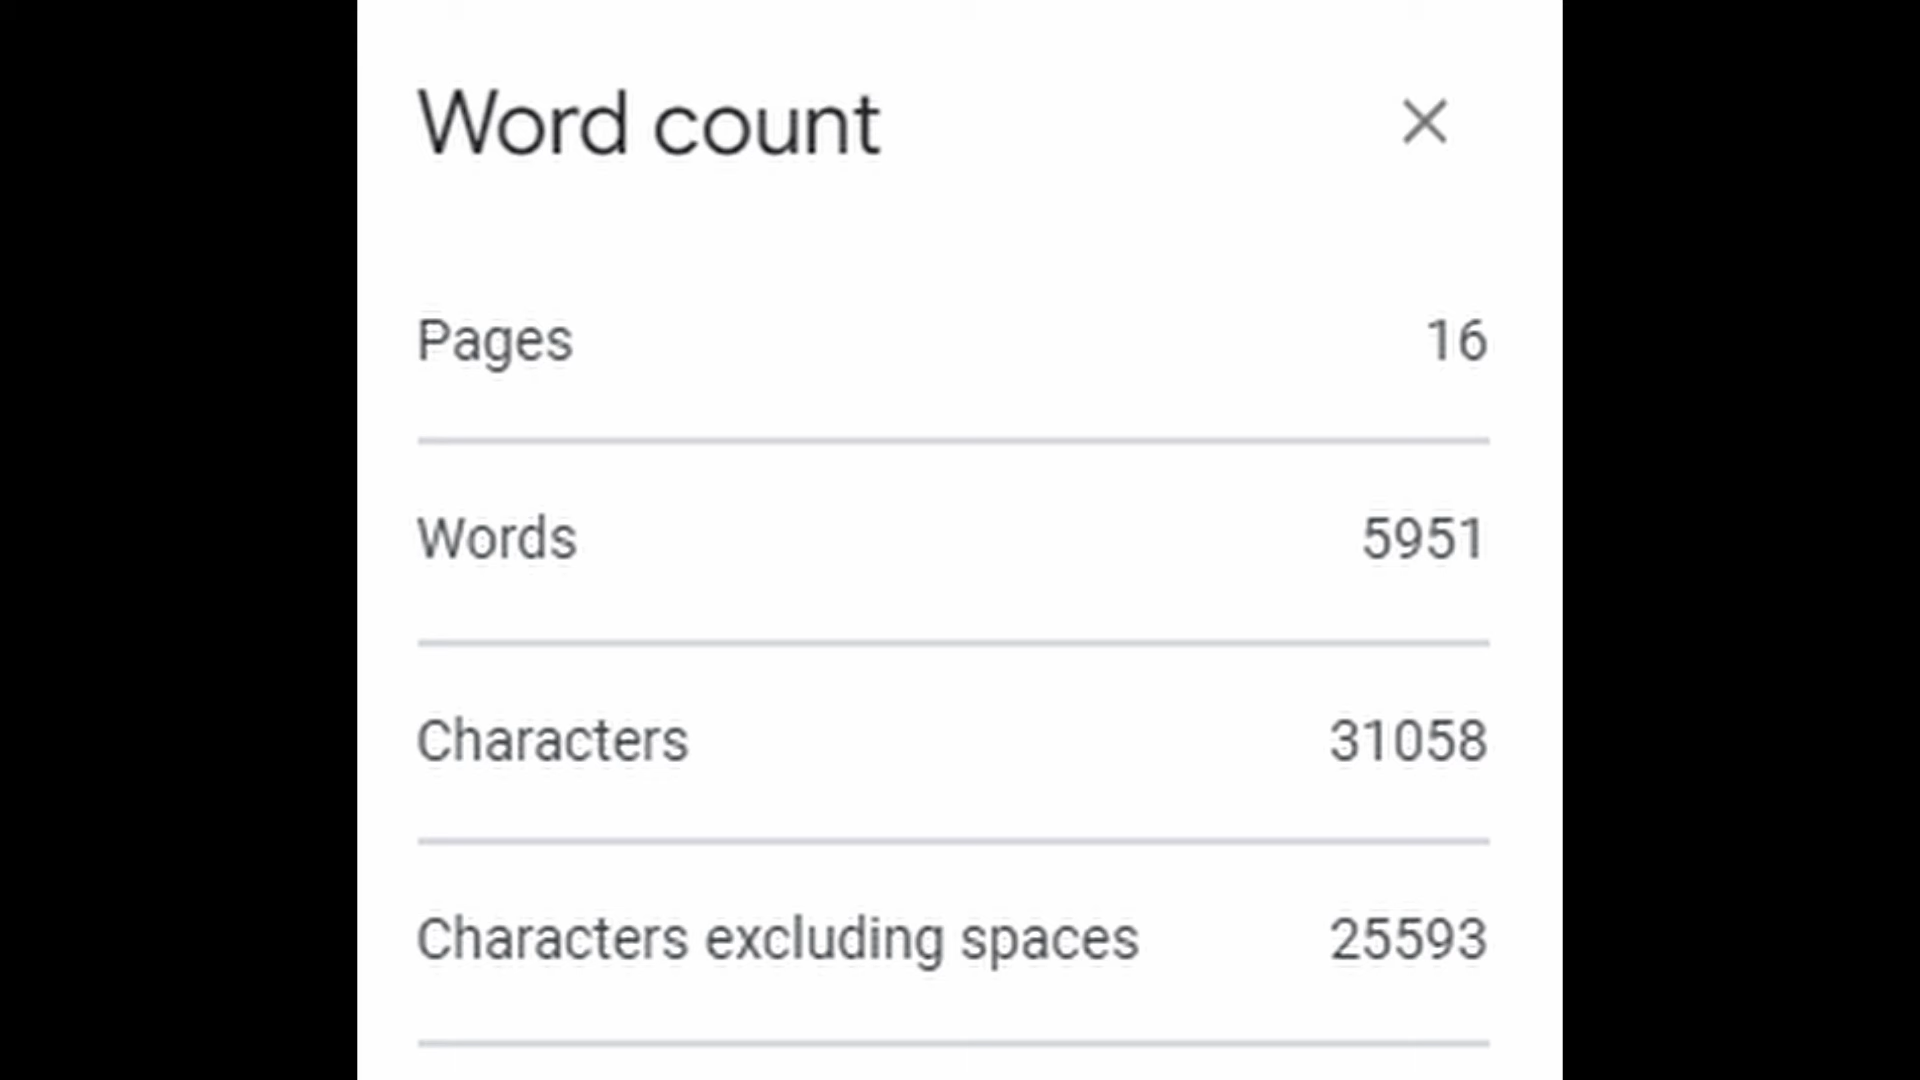 Word count
Pages 16
Words 5951
Characters 31058
Characters excluding spaces 25593